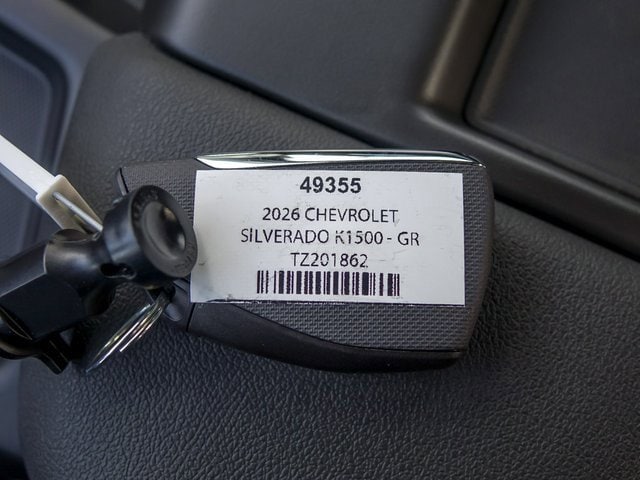 49355
2026 CHEVROLET
SILVERADO K1500 - GR
TZ201862